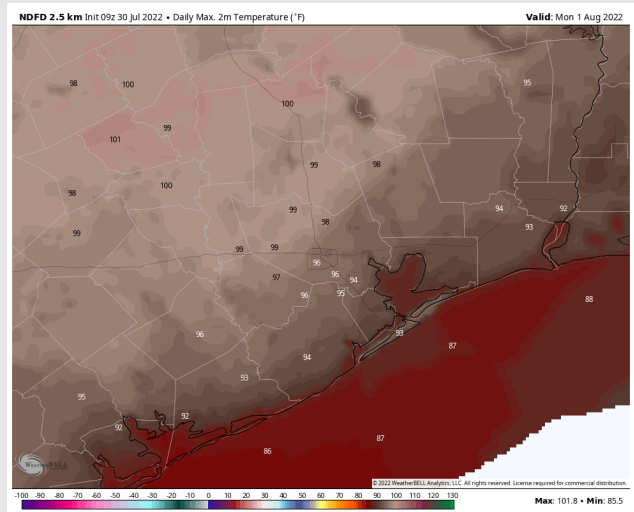 NDFD 2.5 km Init 09z 30 Jul 2022 • Daily Max. 2m Temperature (°F) Valid: Mon 1 Aug 2022
98 100 95
100
99
101
99 98
98 100
99 94 92
99 98 93
99 99
96
97 96 94
96 95 88
96 93
94 87
93
95
92
92 87
86
WeatherBELL
© 2022 WeatherBELL Analytics, LLC. All rights reserved. License required for commercial distribution.
-100 -90 -80 -70 -60 -50 -40 -30 -20 -10 0 10 20 30 40 50 60 70 80 90 100 110 120 130
Max: 101.8 • Min: 85.5